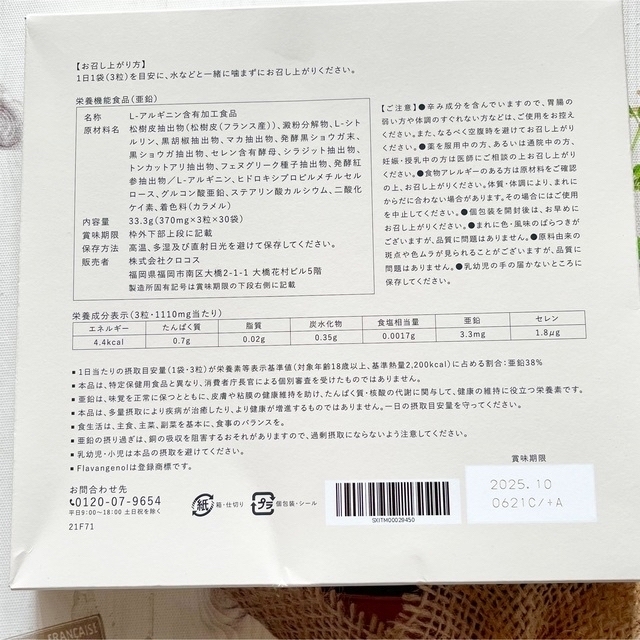 【お召し上がり方】
1日1袋(3粒)を目安に、水などと一緒に噛まずにお召し上がりください。
栄養機能食品(亜鉛)
名称 L-アルギニン含有加工食品
原材料名 松樹皮抽出物(松樹皮(フランス産))、澱粉分解物、L-シト
ルリン、黒胡椒抽出物、マカ抽出物、発酵黒ショウガ末、
黒ショウガ抽出物、セレン含有酵母、シラジット抽出物、
トンカットアリ抽出物、フェヌグリーク種子抽出物、発酵紅
参抽出物/L-アルギニン、ヒドロキシプロピルメチルセル
ロース、グルコン酸亜鉛、ステアリン酸カルシウム、二酸化
ケイ素、着色料(カラメル)
内容量 33.3g(370mg×3粒×30袋)
賞味期限 枠外下部上段に記載
保存方法 高温、多湿及び直射日光を避けて保存してください。
販売者 株式会社クロコス
福岡県福岡市南区大橋2-1-1 大橋花村ビル5階
製造所固有記号は賞味期限の下段右側に記載
【ご注意】●辛み成分を含んでいますので、胃腸の
弱い方や体調のすぐれない方などは、ご使用をお控え
ください。また、なるべく空腹時を避けてお召し上がり
ください。●薬を服用中の方、あるいは通院中の方、
妊娠・授乳中の方は医師にご相談の上お召し上がり
ください。●食物アレルギーのある方は原材料をご確認
の上、お召し上がりください。体質・体調により、まれに
からだに合わない場合があります。その場合はご使用
を中止してください。●個包装を開封後は、お早めに
お召し上がりください。●まれに色・風味のばらつきが
ございますが、品質に問題はありません。●原料由来の
斑点や色ムラが見られることがございますが、品質に
問題はありません。●乳幼児の手の届かないところに
保存してください。
栄養成分表示(3粒・1110mg当たり)
エネルギー たんぱく質 脂質 炭水化物 食塩相当量 亜鉛 セレン
4.4kcal 0.7g 0.02g 0.35g 0.0017g 3.3mg 1.8μg
●1日当たりの摂取目安量(1袋・3粒)が栄養素等表示基準値(対象年齢18歳以上、基準熱量2,200kcal)に占める割合:亜鉛38%
●本品は、特定保健用食品と異なり、消費者庁長官による個別審査を受けたものではありません。
●亜鉛は、味覚を正常に保つとともに、皮膚や粘膜の健康維持を助け、たんぱく質・核酸の代謝に関与して、健康の維持に役立つ栄養素です。
●本品は、多量摂取により疾病が治癒したり、より健康が増進するものではありません。一日の摂取目安量を守ってください。
●食生活は、主食、主菜、副菜を基本に、食事のバランスを。
●亜鉛の摂り過ぎは、銅の吸収を阻害するおそれがありますので、過剰摂取にならないよう注意してください。
●乳幼児・小児は本品の摂取を避けてください。
●Flavangenolは登録商標です。
お問合わせ先
0120-07-9654
平日9:00〜18:00 土日祝を除く
21F71
紙 箱・仕切り
プラ 個包装・シール
SXITM00029450
賞味期限
2025.10
0621C/+A
FRANÇAISE